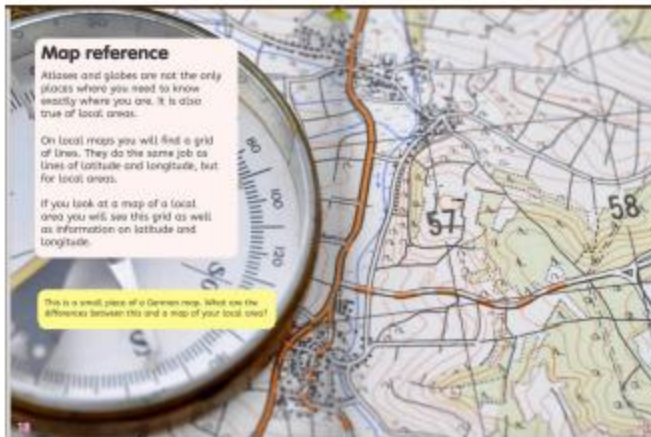 Map reference
Atlases and globes are not the only
places where you need to know
exactly where you are. It is also
true of local areas.
On local maps you will find a grid
of lines. They do the same job as
lines of latitude and longitude, but
for local areas.
If you look at a map of a local
area you will see this grid as well
as information on latitude and
longitude.
This is a small piece of a German map. What are the
differences between this and a map of your local area?
80
100
120
57
58
18